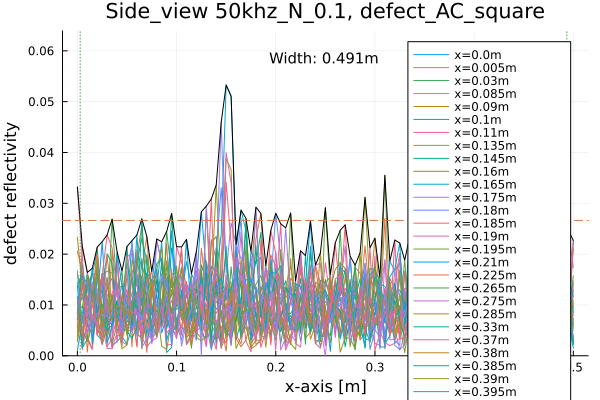 Side_view 50khz_N_0.1, defect_AC_square
Width: 0.491m
defect reflectivity
0.06
0.05
0.04
0.03
0.02
0.01
0.00
0.0
0.1
0.2
0.3
.5
x-axis [m]
x=0.0m
x=0.005m
x=0.03m
x=0.085m
x=0.09m
x=0.1m
x=0.11m
x=0.135m
x=0.145m
x=0.16m
x=0.165m
x=0.175m
x=0.18m
x=0.185m
x=0.19m
x=0.195m
x=0.21m
x=0.225m
x=0.265m
x=0.275m
x=0.285m
x=0.33m
x=0.37m
x=0.38m
x=0.385m
x=0.39m
x=0.395m